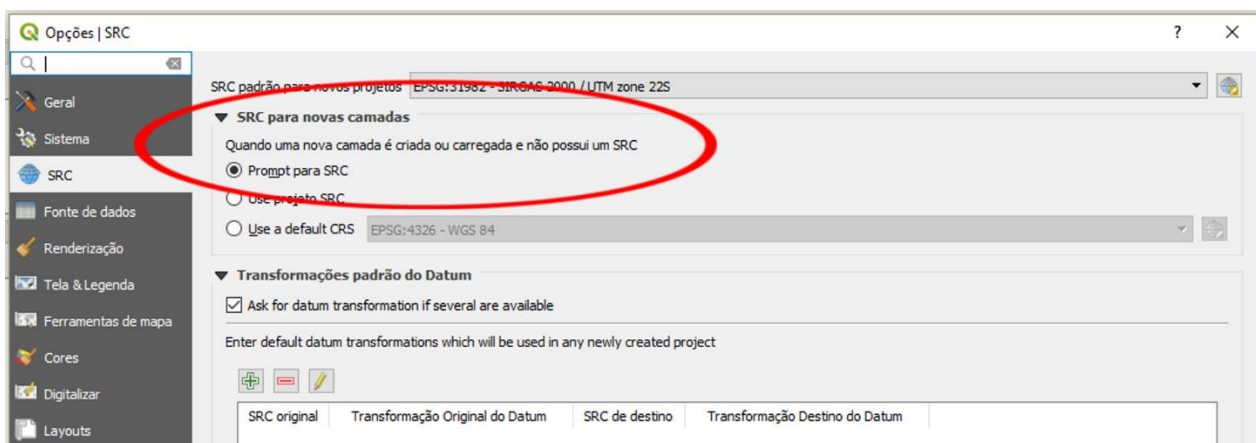 Opções | SRC
?
Geral
Sistema
SRC
Fonte de dados
Renderização
Tela & Legenda
Ferramentas de mapa
Cores
Digitalizar
Layouts
SRC padrão para novos projetos EPSG:31982 - SIRGAS 2000 / UTM zone 22S
SRC para novas camadas
Quando uma nova camada é criada ou carregada e não possui um SRC
Prompt para SRC
Use projeto SRC
Use a default CRS EPSG:4326 - WGS 84
Transformações padrão do Datum
Ask for datum transformation if several are available
Enter default datum transformations which will be used in any newly created project
SRC original Transformação Original do Datum SRC de destino Transformação Destino do Datum